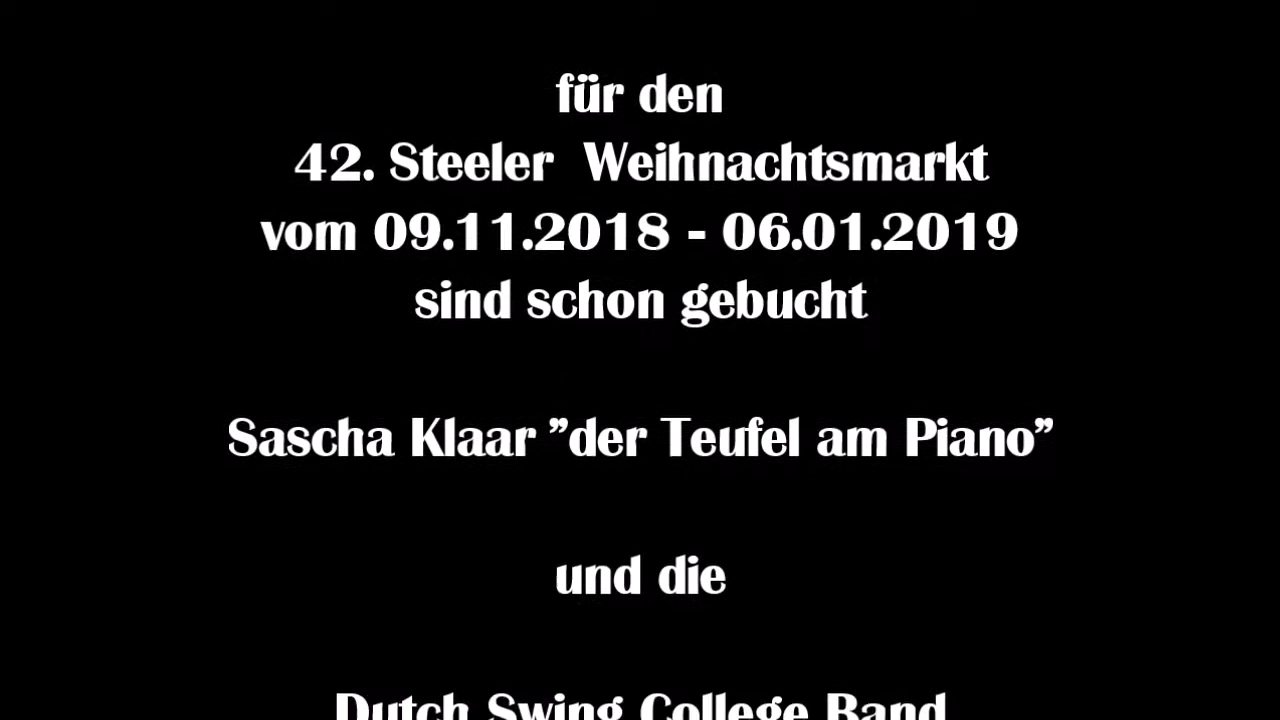 für den
42. Steeler Weihnachtsmarkt
vom 09.11.2018 - 06.01.2019
sind schon gebucht
Sascha Klaar ”der Teufel am Piano”
und die
Dutch Swing College Band